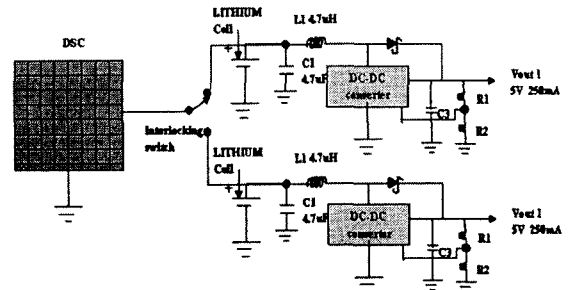 DSC
LITHIUM
Cell
L1 4.7uH
C1
4.7uF
DC-DC
converter
C3
R1
R2
Vout 1
5V 250mA
Interlocking
switch
LITHIUM
Cell
L1 4.7uH
C1
4.7uF
DC-DC
converter
C3
R1
R2
Vout 1
5V 250mA